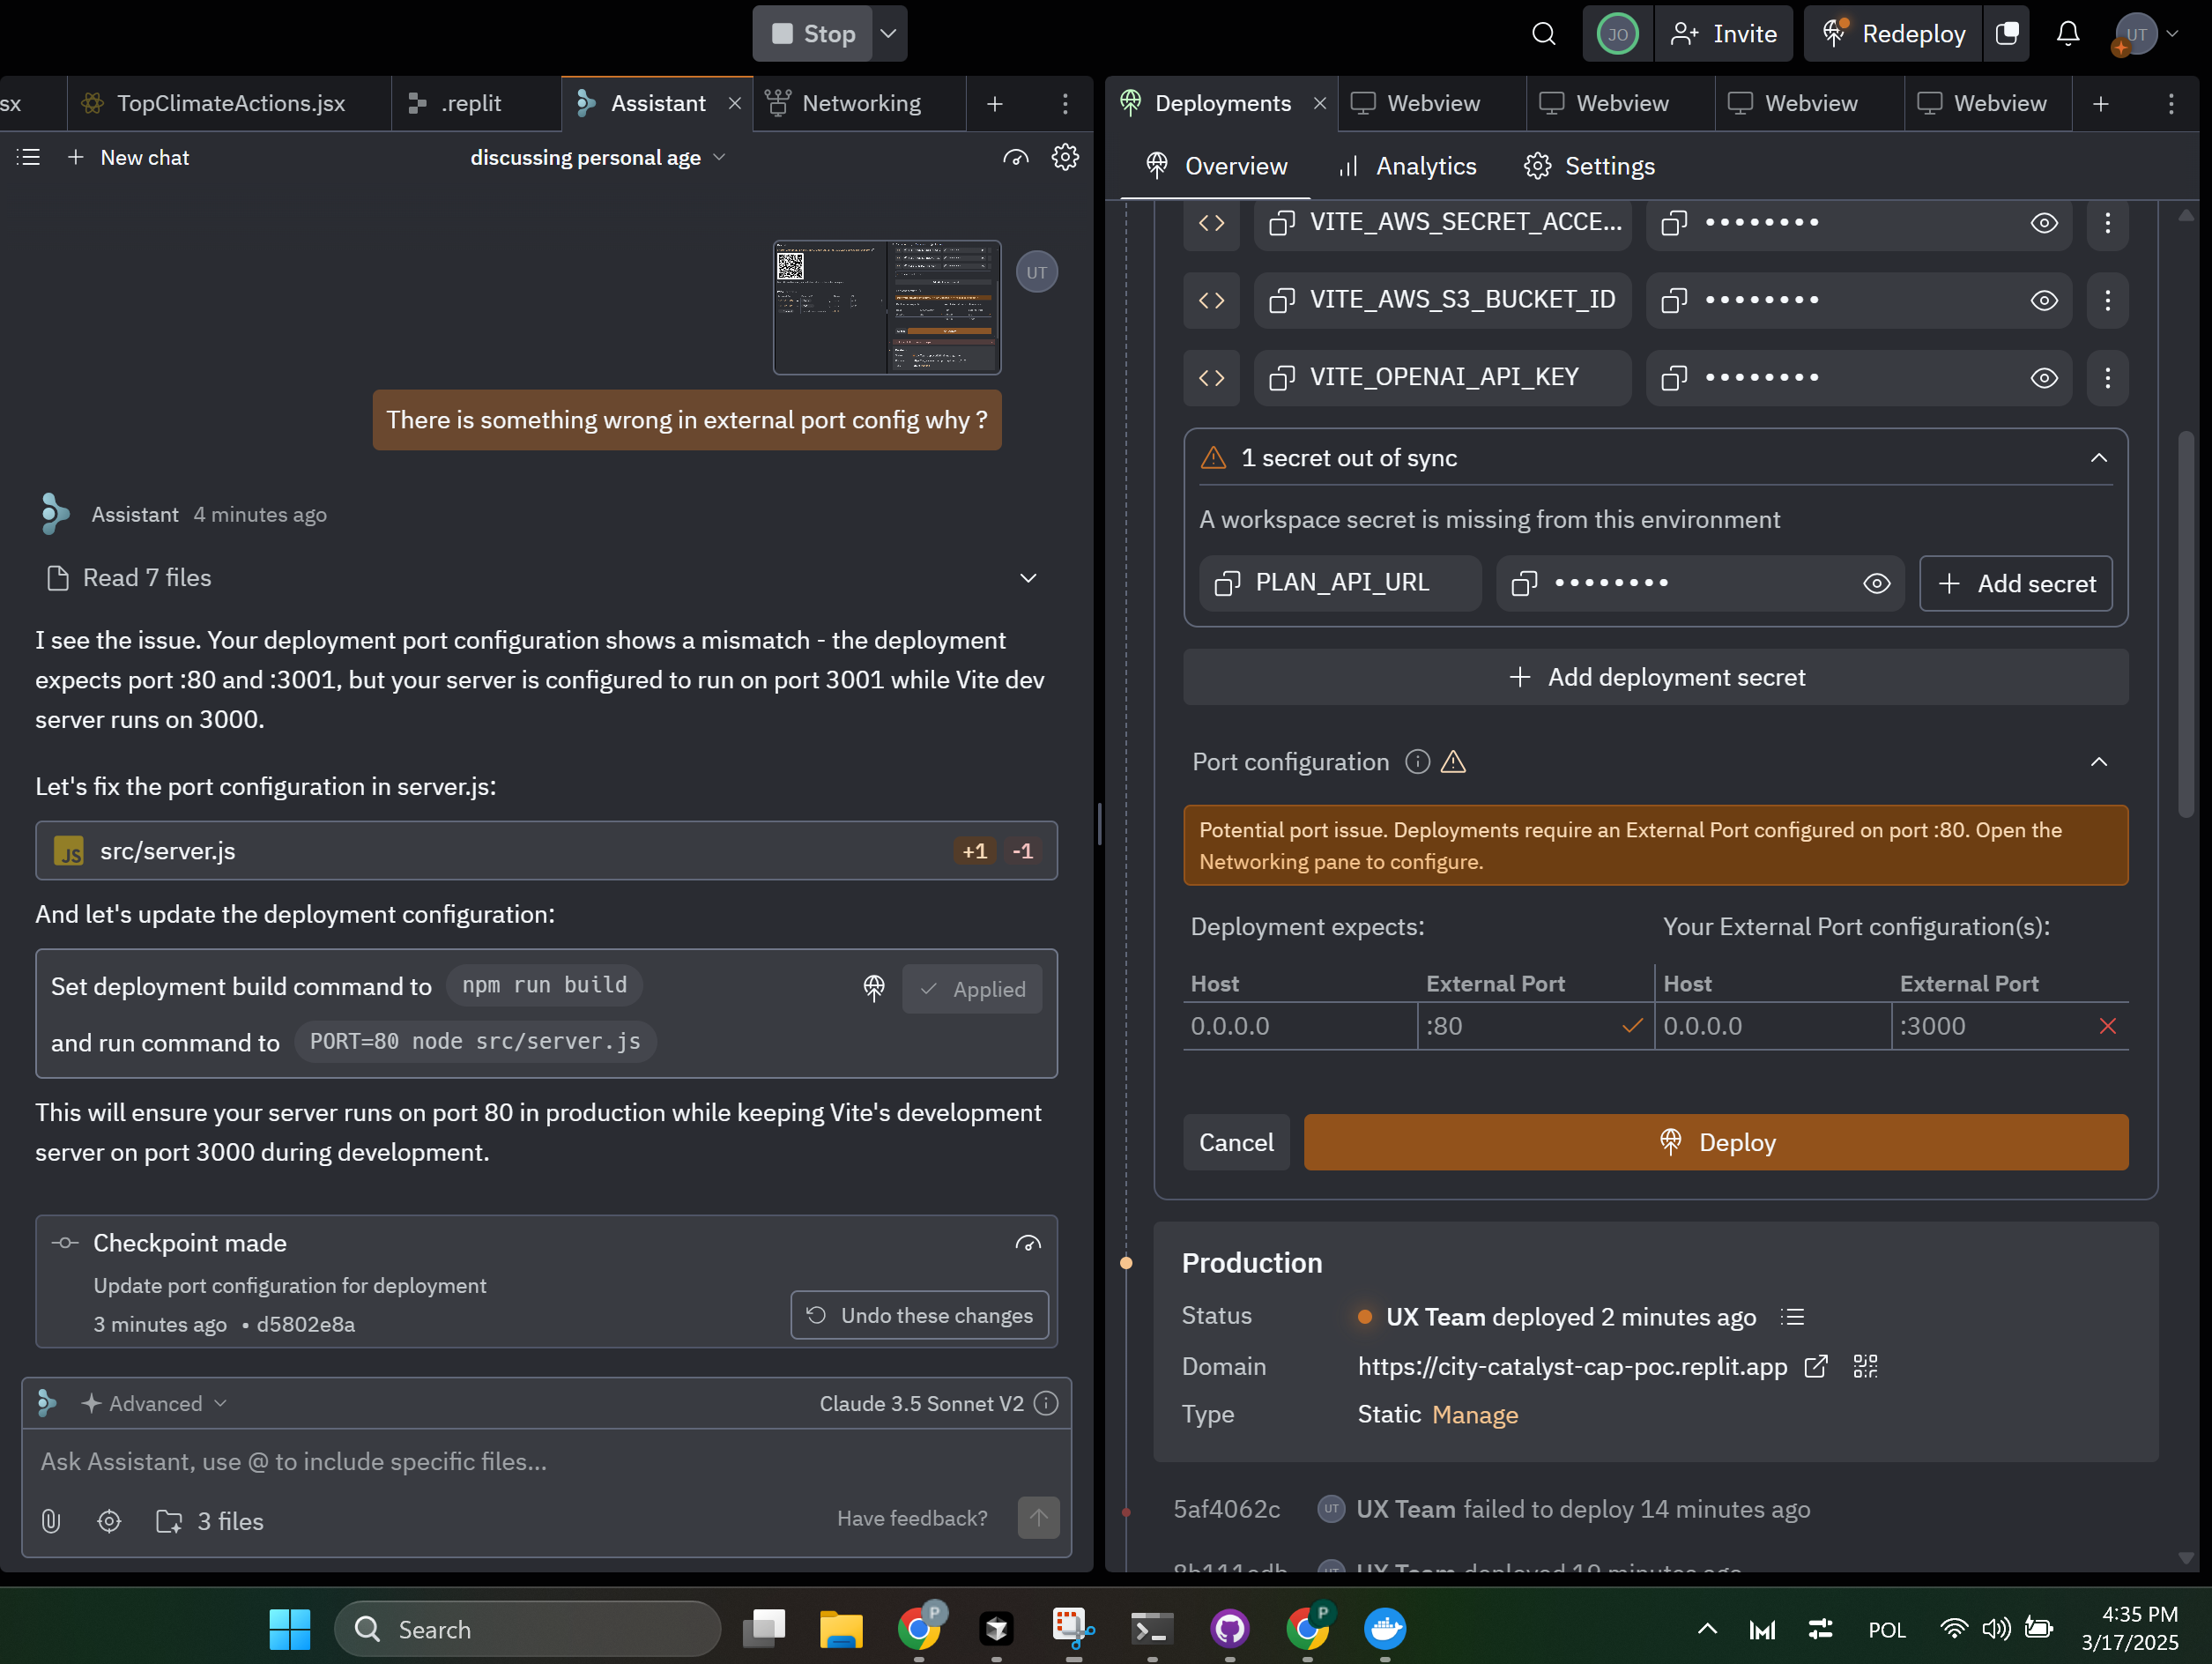 Stop
JO
Invite
Redeploy
UT
sx
TopClimateActions.jsx
.replit
Assistant
Networking
Deployments
Webview
Webview
Webview
Webview
New chat
discussing personal age
Overview
Analytics
Settings
UT
There is something wrong in external port config why ?
Assistant 4 minutes ago
Read 7 files
I see the issue. Your deployment port configuration shows a mismatch - the deployment
expects port :80 and :3001, but your server is configured to run on port 3001 while Vite dev
server runs on 3000.
Let's fix the port configuration in server.js:
JS src/server.js +1 -1
And let's update the deployment configuration:
Set deployment build command to npm run build
Applied
and run command to PORT=80 node src/server.js
This will ensure your server runs on port 80 in production while keeping Vite's development
server on port 3000 during development.
Checkpoint made
Update port configuration for deployment
3 minutes ago • d5802e8a
Undo these changes
Advanced
Claude 3.5 Sonnet V2
Ask Assistant, use @ to include specific files...
3 files
Have feedback?
VITE_AWS_SECRET_ACCE... ••••••••
VITE_AWS_S3_BUCKET_ID ••••••••
VITE_OPENAI_API_KEY ••••••••
1 secret out of sync
A workspace secret is missing from this environment
PLAN_API_URL •••••••• + Add secret
+ Add deployment secret
Port configuration
Potential port issue. Deployments require an External Port configured on port :80. Open the
Networking pane to configure.
Deployment expects: Your External Port configuration(s):
Host External Port Host External Port
0.0.0.0 :80 0.0.0.0 :3000
Cancel
Deploy
Production
Status UX Team deployed 2 minutes ago
Domain https://city-catalyst-cap-poc.replit.app
Type Static Manage
5af4062c UT UX Team failed to deploy 14 minutes ago
8b111edb UT UX Team deployed 19 minutes ago
Search
P
P
POL
4:35 PM
3/17/2025